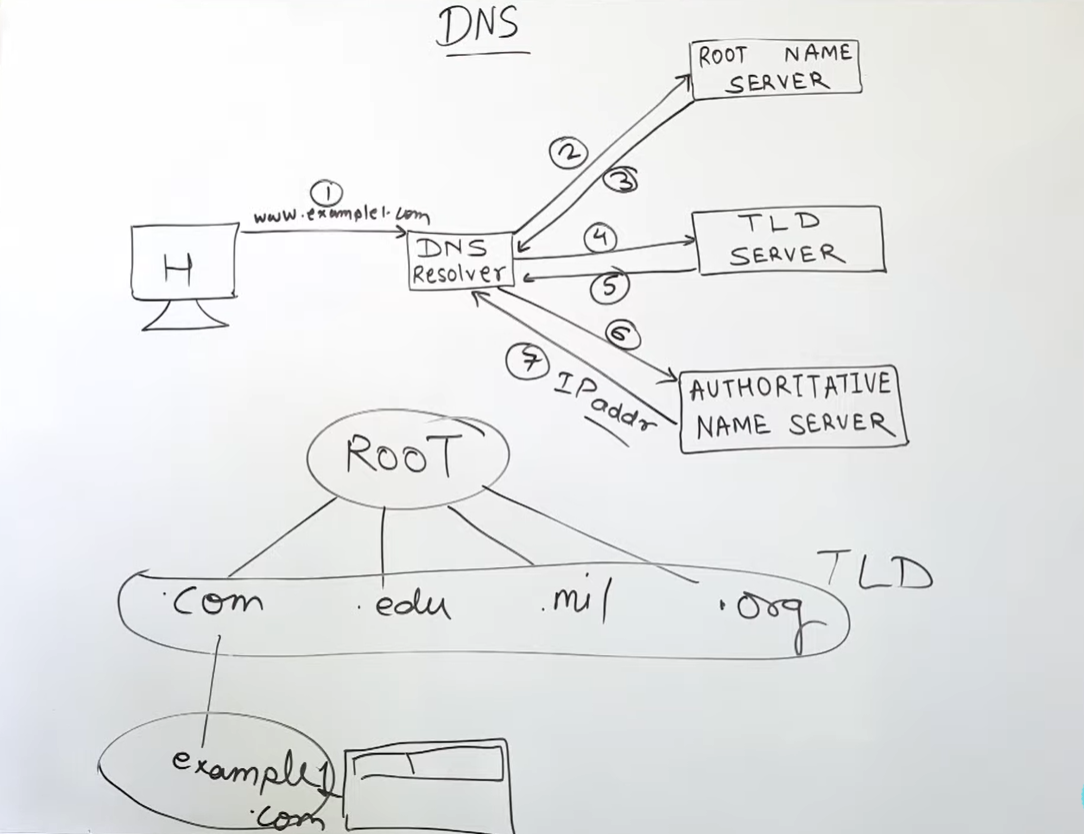 DNS
ROOT NAME
SERVER
2
3
1
www.example1.com
H
DNS
Resolver
4
5
TLD
SERVER
6
7
IP addr
AUTHORITATIVE
NAME SERVER
ROOT
TLD
.com .edu .mil .org
example1
.com